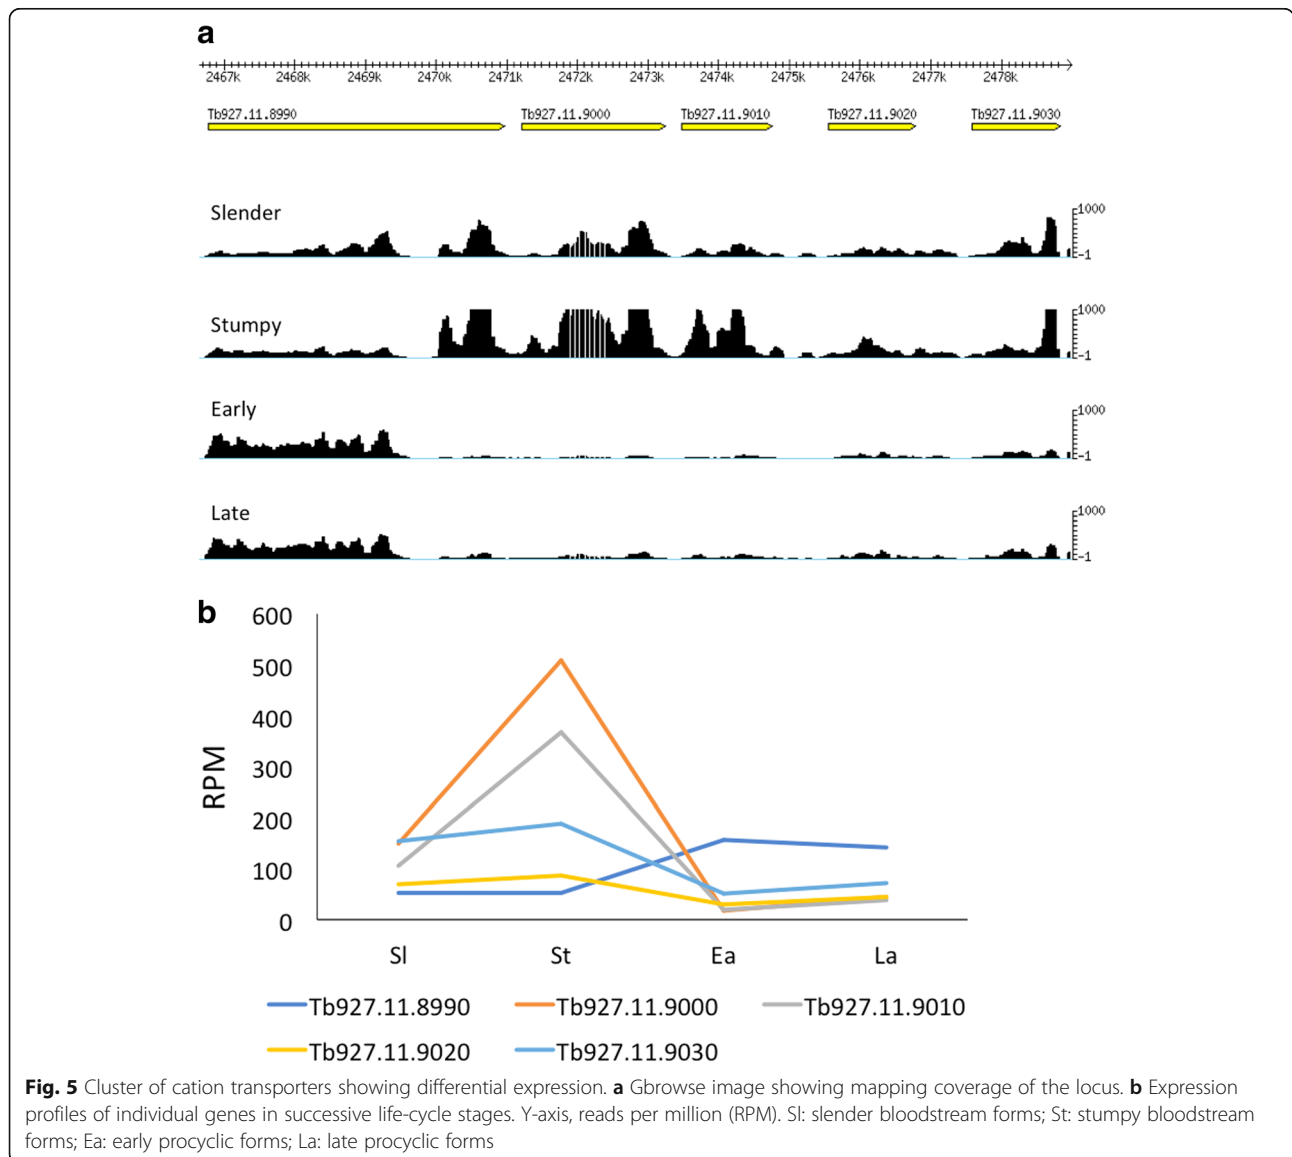 a
2467k 2468k 2469k 2470k 2471k 2472k 2473k 2474k 2475k 2476k 2477k 2478k
Tb927.11.8990 Tb927.11.9000 Tb927.11.9010 Tb927.11.9020 Tb927.11.9030
Slender
1000
-1
Stumpy
1000
-1
Early
1000
-1
Late
1000
-1
b
600
500
400
300
200
100
0
RPM
Sl St Ea La
Tb927.11.8990 Tb927.11.9000 Tb927.11.9010
Tb927.11.9020 Tb927.11.9030
Fig. 5 Cluster of cation transporters showing differential expression. a Gbrowse image showing mapping coverage of the locus. b Expression
profiles of individual genes in successive life-cycle stages. Y-axis, reads per million (RPM). Sl: slender bloodstream forms; St: stumpy bloodstream
forms; Ea: early procyclic forms; La: late procyclic forms